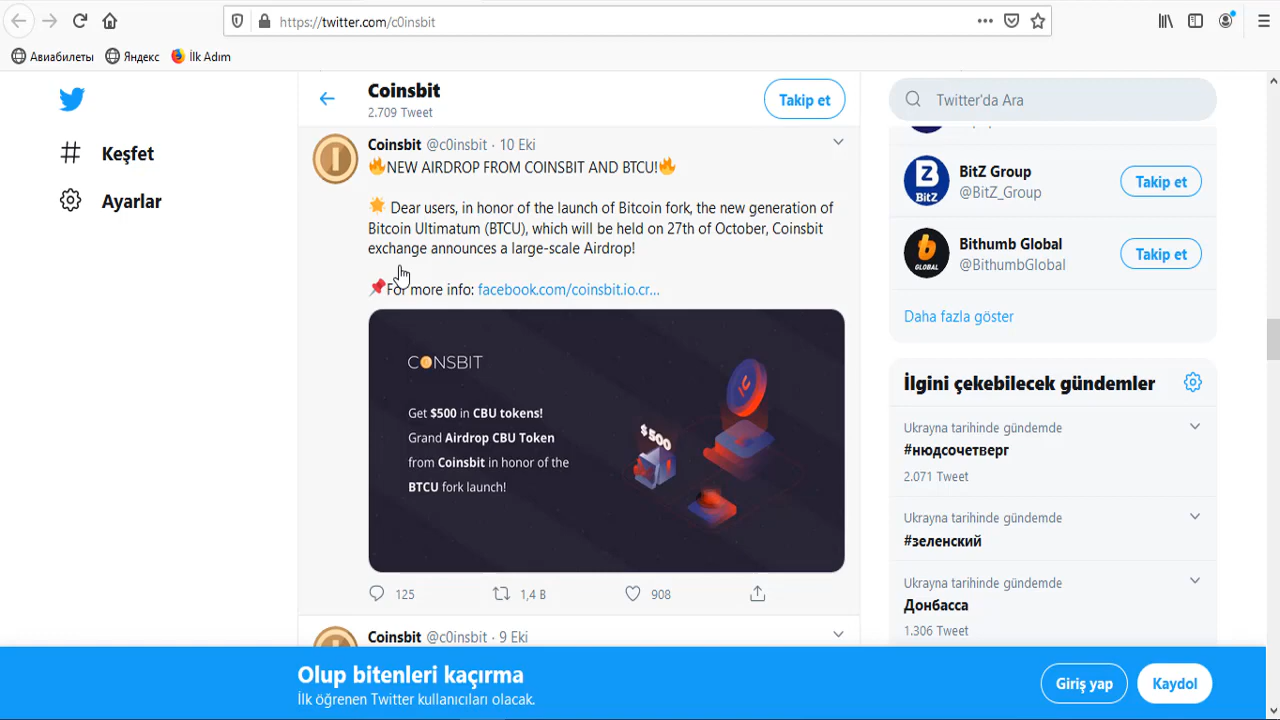 https://twitter.com/c0insbit
Авиабилеты Яндекс İlk Adım
Keşfet
Ayarlar
Coinsbit
2.709 Tweet
Takip et
Coinsbit @c0insbit · 10 Eki
🔥NEW AIRDROP FROM COINSBIT AND BTCU!🔥
🌟 Dear users, in honor of the launch of Bitcoin fork, the new generation of
Bitcoin Ultimatum (BTCU), which will be held on 27th of October, Coinsbit
exchange announces a large-scale Airdrop!
📌For more info: facebook.com/coinsbit.io.cr...
COINSBIT
Get $500 in CBU tokens!
Grand Airdrop CBU Token
from Coinsbit in honor of the
BTCU fork launch!
$500
125 1,4 B 908
Coinsbit @c0insbit · 9 Eki
Twitter'da Ara
BitZ
BitZ Group
@BitZ_Group
Takip et
GLOBAL
Bithumb Global
@BithumbGlobal
Takip et
Daha fazla göster
İlgini çekebilecek gündemler
Ukrayna tarihinde gündemde
#нюдсочетверг
2.071 Tweet
Ukrayna tarihinde gündemde
#зеленский
Ukrayna tarihinde gündemde
Донбасса
1.306 Tweet
Olup bitenleri kaçırma
İlk öğrenen Twitter kullanıcıları olacak.
Giriş yap
Kaydol